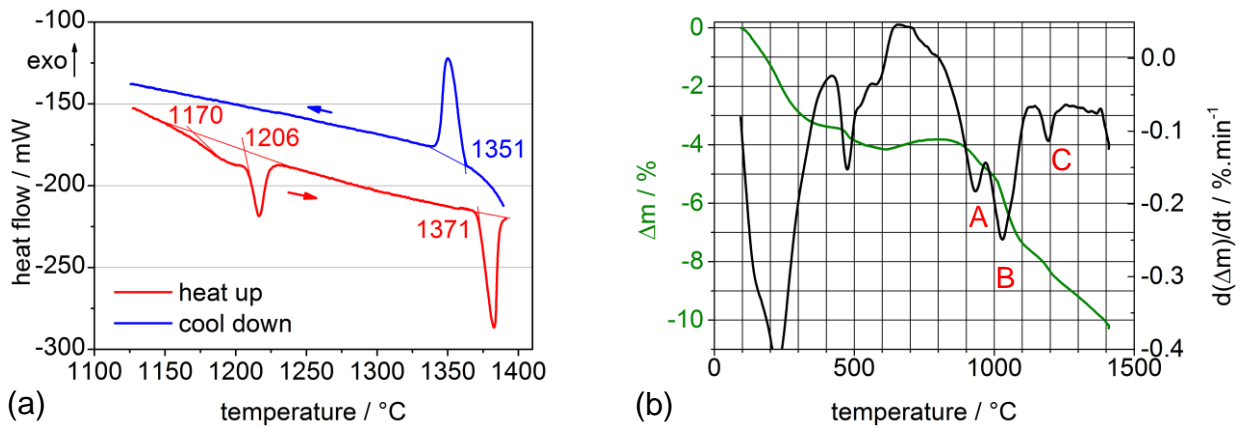 -100
exo
-150
1170
1206
1351
-200
1371
-250
heat up
cool down
-300
1100 1150 1200 1250 1300 1350 1400
heat flow / mW
temperature / °C
(a)
0
-2
-4
-6
-8
-10
Δm / %
A
B
C
0.0
-0.1
-0.2
-0.3
-0.4
d(Δm)/dt / %.min⁻¹
0 500 1000 1500
temperature / °C
(b)